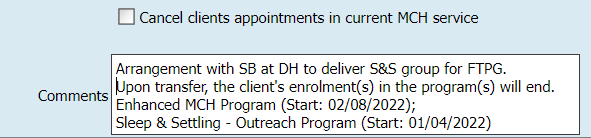 Cancel clients appointments in current MCH service
Comments
Arrangement with SB at DH to deliver S&S group for FTPG.
Upon transfer, the client's enrolment(s) in the program(s) will end.
Enhanced MCH Program (Start: 02/08/2022);
Sleep & Settling - Outreach Program (Start: 01/04/2022)